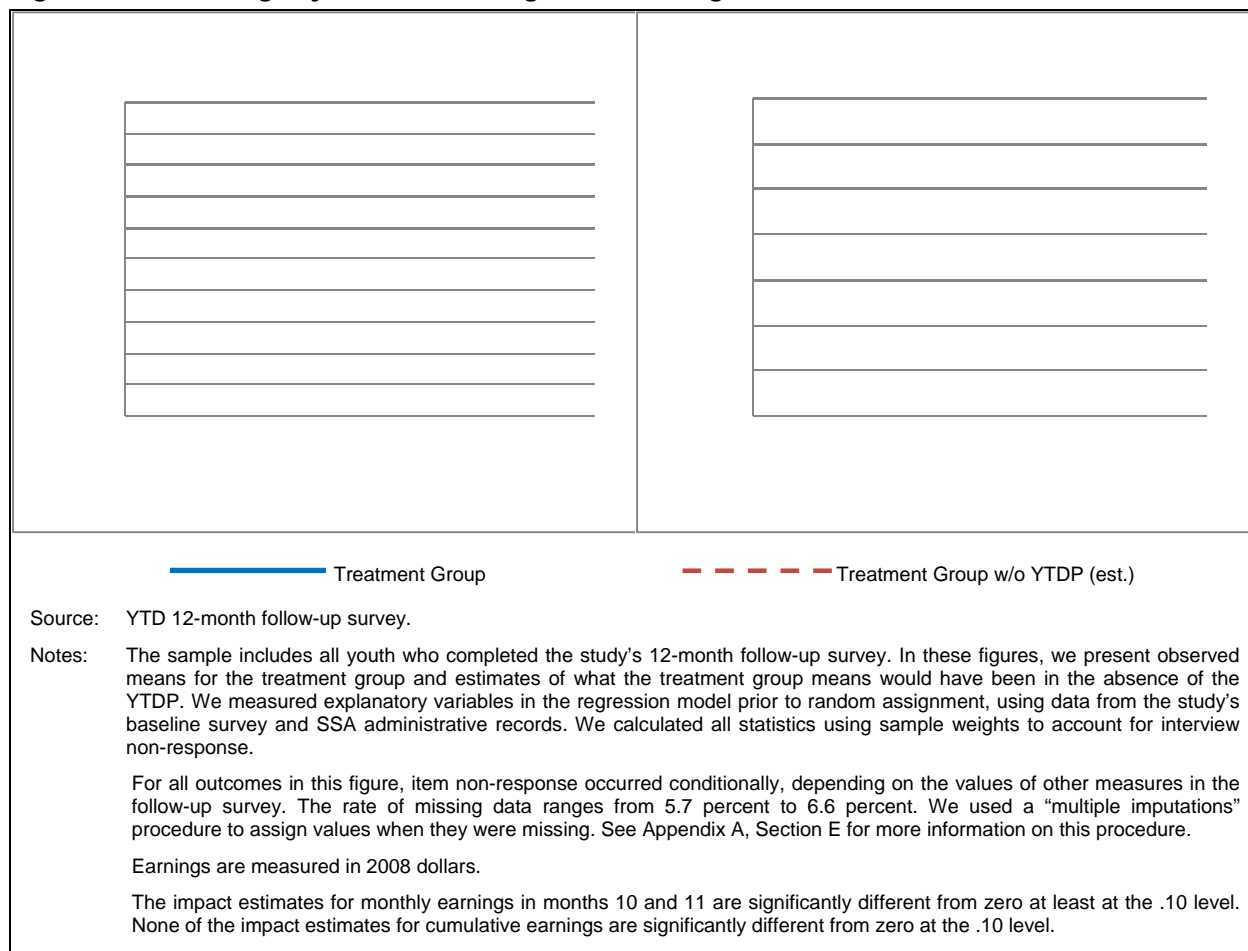 Treatment Group
Treatment Group w/o YTDP (est.)
Source: YTD 12-month follow-up survey.
Notes: The sample includes all youth who completed the study’s 12-month follow-up survey. In these figures, we present observed
means for the treatment group and estimates of what the treatment group means would have been in the absence of the
YTDP. We measured explanatory variables in the regression model prior to random assignment, using data from the study’s
baseline survey and SSA administrative records. We calculated all statistics using sample weights to account for interview
non-response.
For all outcomes in this figure, item non-response occurred conditionally, depending on the values of other measures in the
follow-up survey. The rate of missing data ranges from 5.7 percent to 6.6 percent. We used a “multiple imputations”
procedure to assign values when they were missing. See Appendix A, Section E for more information on this procedure.
Earnings are measured in 2008 dollars.
The impact estimates for monthly earnings in months 10 and 11 are significantly different from zero at least at the .10 level.
None of the impact estimates for cumulative earnings are significantly different from zero at the .10 level.